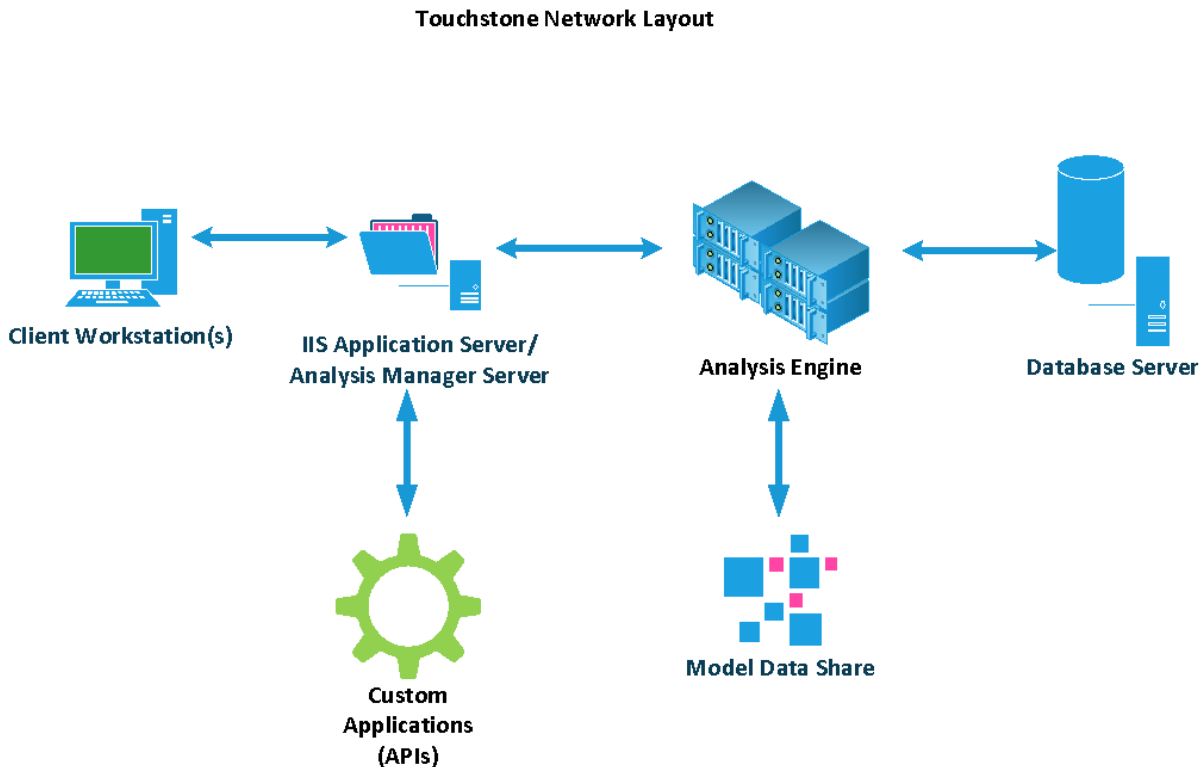 Touchstone Network Layout
Client Workstation(s)
IIS Application Server/
Analysis Manager Server
Analysis Engine
Database Server
Custom
Applications
(APIs)
Model Data Share